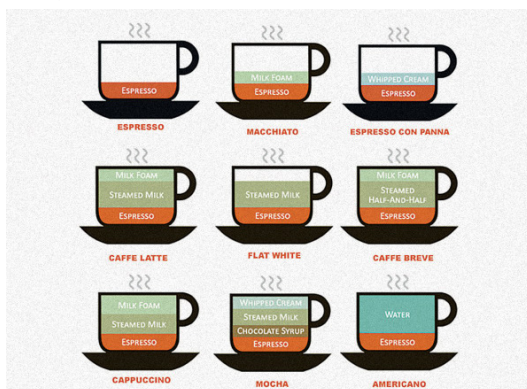 ESPRESSO
ESPRESSO
MILK FOAM
ESPRESSO
MACCHIATO
WHIPPED CREAM
ESPRESSO
ESPRESSO CON PANNA
MILK FOAM
STEAMED MILK
ESPRESSO
CAFFE LATTE
STEAMED MILK
ESPRESSO
FLAT WHITE
MILK FOAM
STEAMED
HALF-AND-HALF
ESPRESSO
CAFFE BREVE
MILK FOAM
STEAMED MILK
ESPRESSO
CAPPUCCINO
WHIPPED CREAM
STEAMED MILK
CHOCOLATE SYRUP
ESPRESSO
MOCHA
WATER
ESPRESSO
AMERICANO